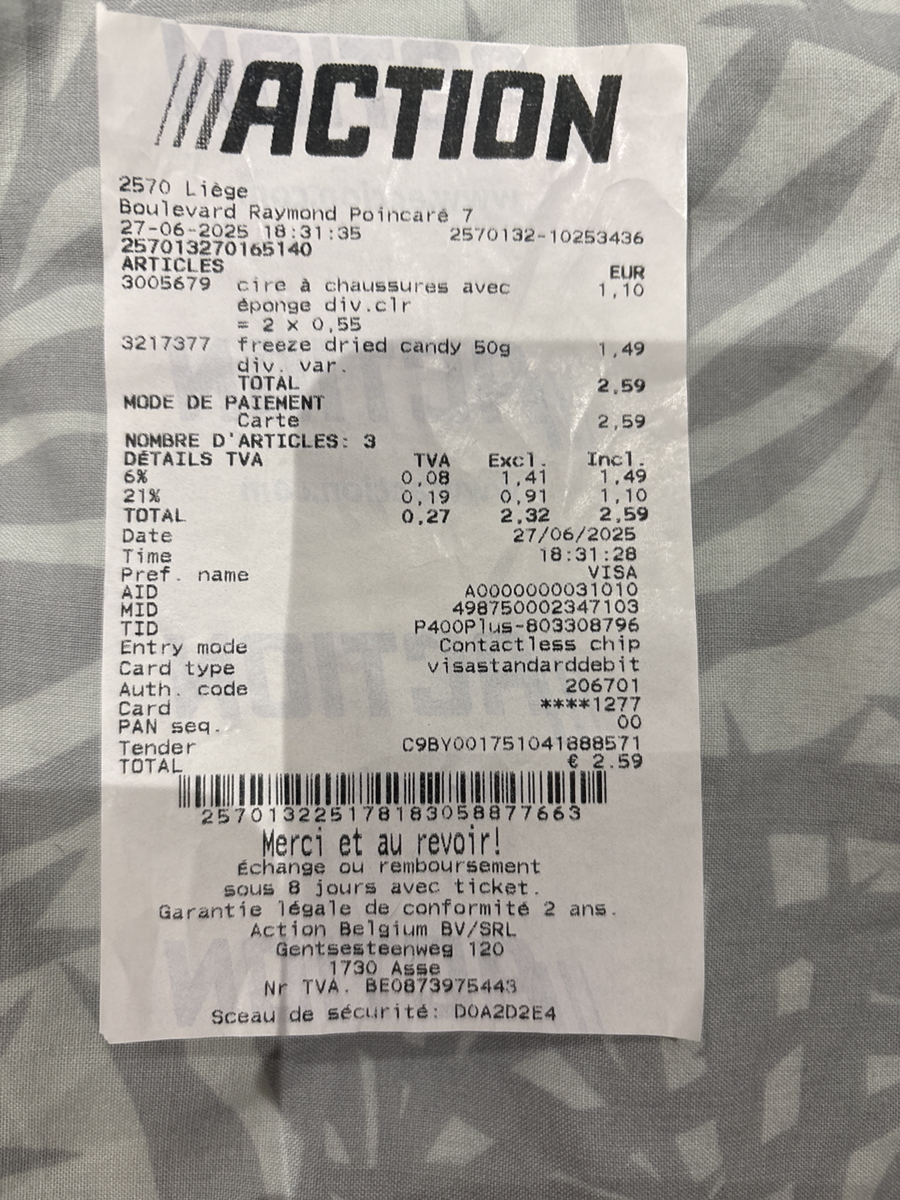 ACTION
2570 Liège
Boulevard Raymond Poincaré 7
27-06-2025 18:31:35 2570132-10253436
257013270165140
ARTICLES EUR
3005679 cire à chaussures avec 1,10
éponge div.clr
= 2 x 0,55
3217377 freeze dried candy 50g 1,49
div. var.
TOTAL 2,59
MODE DE PAIEMENT
Carte 2,59
NOMBRE D'ARTICLES: 3
DÉTAILS TVA TVA Excl. Incl.
6% 0,08 1,41 1,49
21% 0,19 0,91 1,10
TOTAL 0,27 2,32 2,59
Date 27/06/2025
Time 18:31:28
Pref. name VISA
AID A0000000031010
MID 498750002347103
TID P400Plus-803308796
Entry mode Contactless chip
Card type visastandarddebit
Auth. code 206701
Card ****1277
PAN seq. 00
Tender C9BY001751041888571
TOTAL € 2.59
257013225178183058877663
Merci et au revoir!
Échange ou remboursement
sous 8 jours avec ticket.
Garantie légale de conformité 2 ans.
Action Belgium BV/SRL
Gentsesteenweg 120
1730 Asse
Nr TVA. BE0873975443
Sceau de sécurité: D0A2D2E4